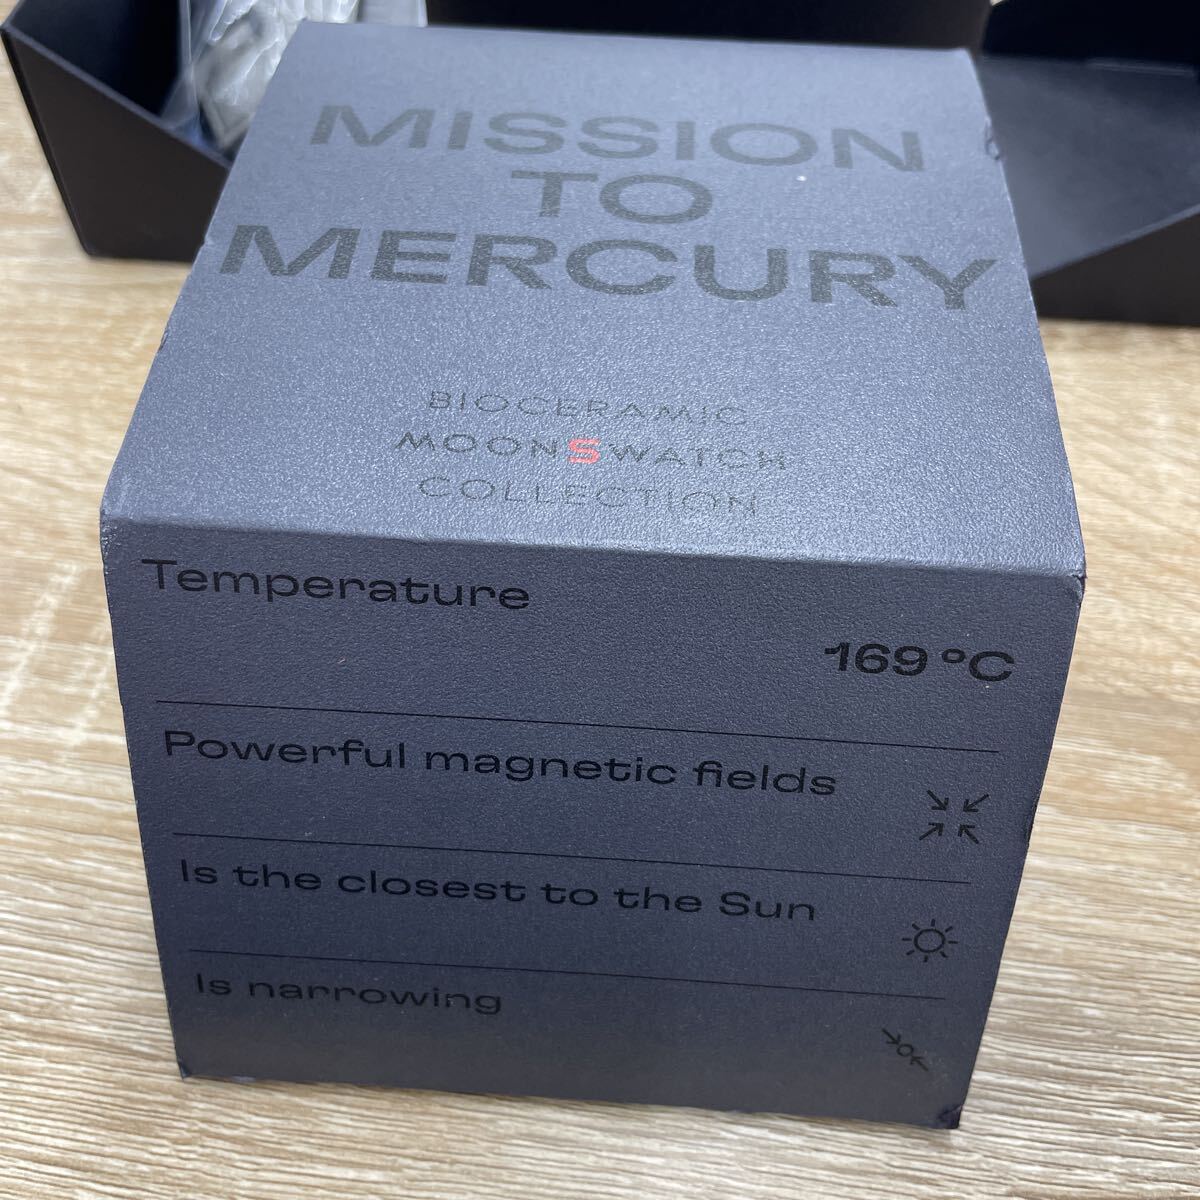 MISSION
TO
MERCURY
BIOCERAMIC
MOONSWATCH
COLLECTION
Temperature
169 °C
Powerful magnetic fields
Is the closest to the Sun
Is narrowing